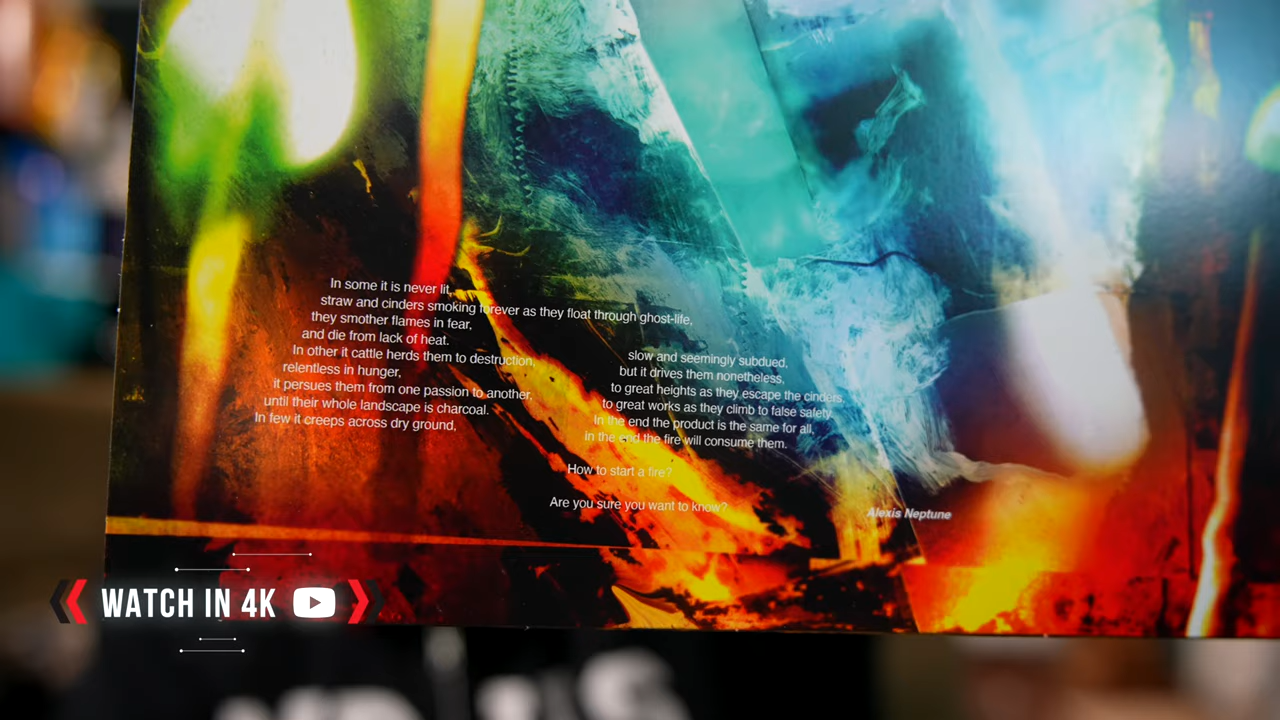 In some it is never lit,
straw and cinders smoking forever as they float through ghost-life,
they smother flames in fear,
and die from lack of heat.
In other it cattle herds them to destruction,
relentless in hunger,
it persues them from one passion to another,
until their whole landscape is charcoal.
In few it creeps across dry ground,
slow and seemingly subdued,
but it drives them nonetheless,
to great heights as they escape the cinders,
to great works as they climb to false safety.
In the end the product is the same for all,
in the end the fire will consume them.
How to start a fire?
Are you sure you want to know?
Alexis Neptune
WATCH IN 4K